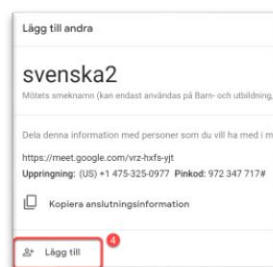 Lägg till andra
svenska2
Mötets smeknamn (kan endast användas på Barn- och utbildning,
Dela denna information med personer som du vill ha med i m
https://meet.google.com/vrz-hxfs-yjt
Uppringning: (US) +1 475-325-0977 Pinkod: 972 347 717#
Kopiera anslutningsinformation
4
Lägg till